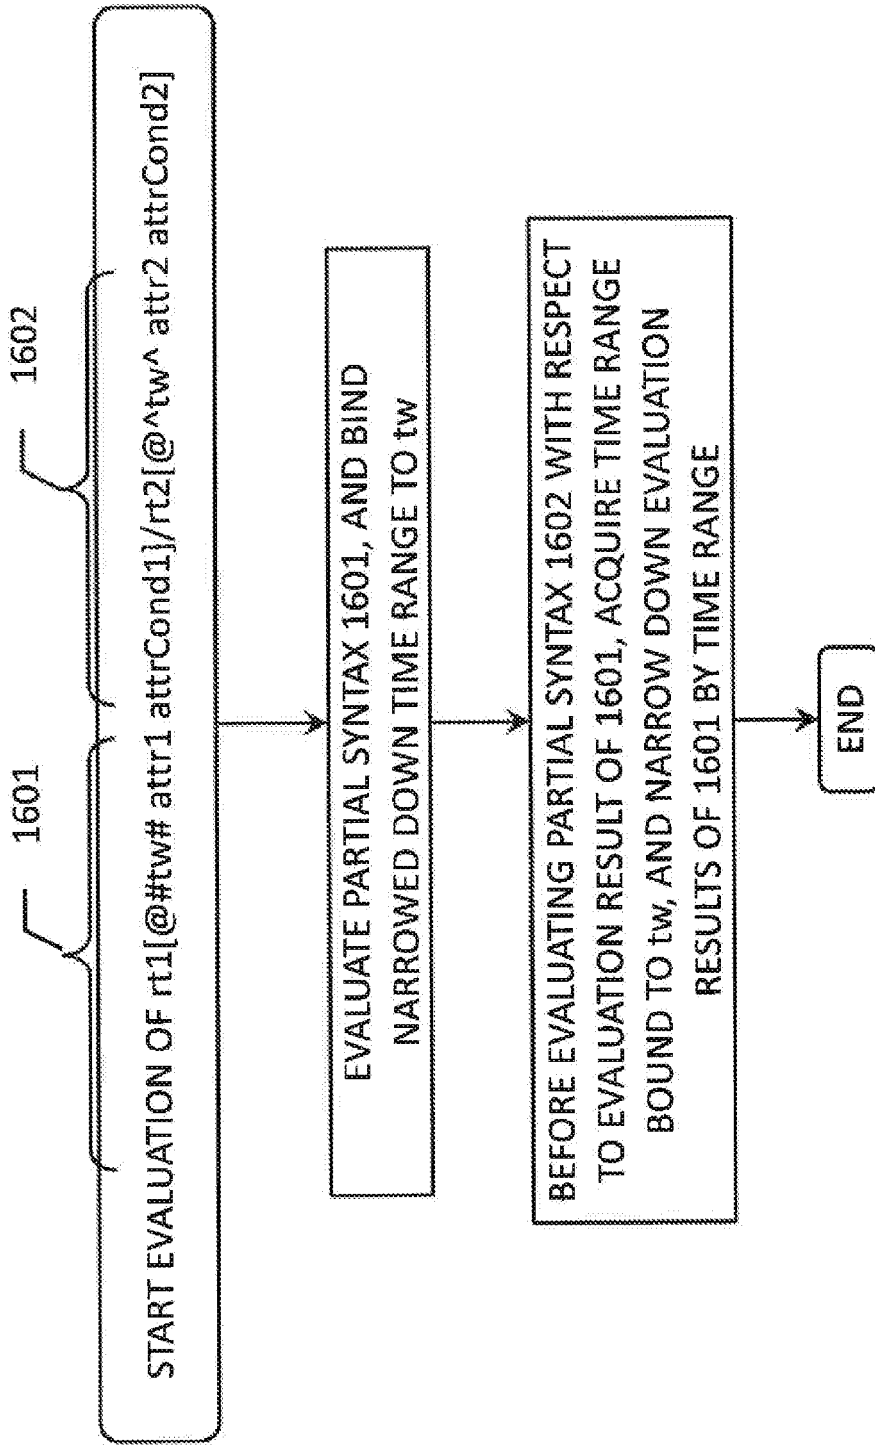 1601
1602
START EVALUATION OF rt1[@#tw# attr1 attrCond1]/rt2[@^tw^ attr2 attrCond2]
EVALUATE PARTIAL SYNTAX 1601, AND BIND
NARROWED DOWN TIME RANGE TO tw
BEFORE EVALUATING PARTIAL SYNTAX 1602 WITH RESPECT
TO EVALUATION RESULT OF 1601, ACQUIRE TIME RANGE
BOUND TO tw, AND NARROW DOWN EVALUATION
RESULTS OF 1601 BY TIME RANGE
END